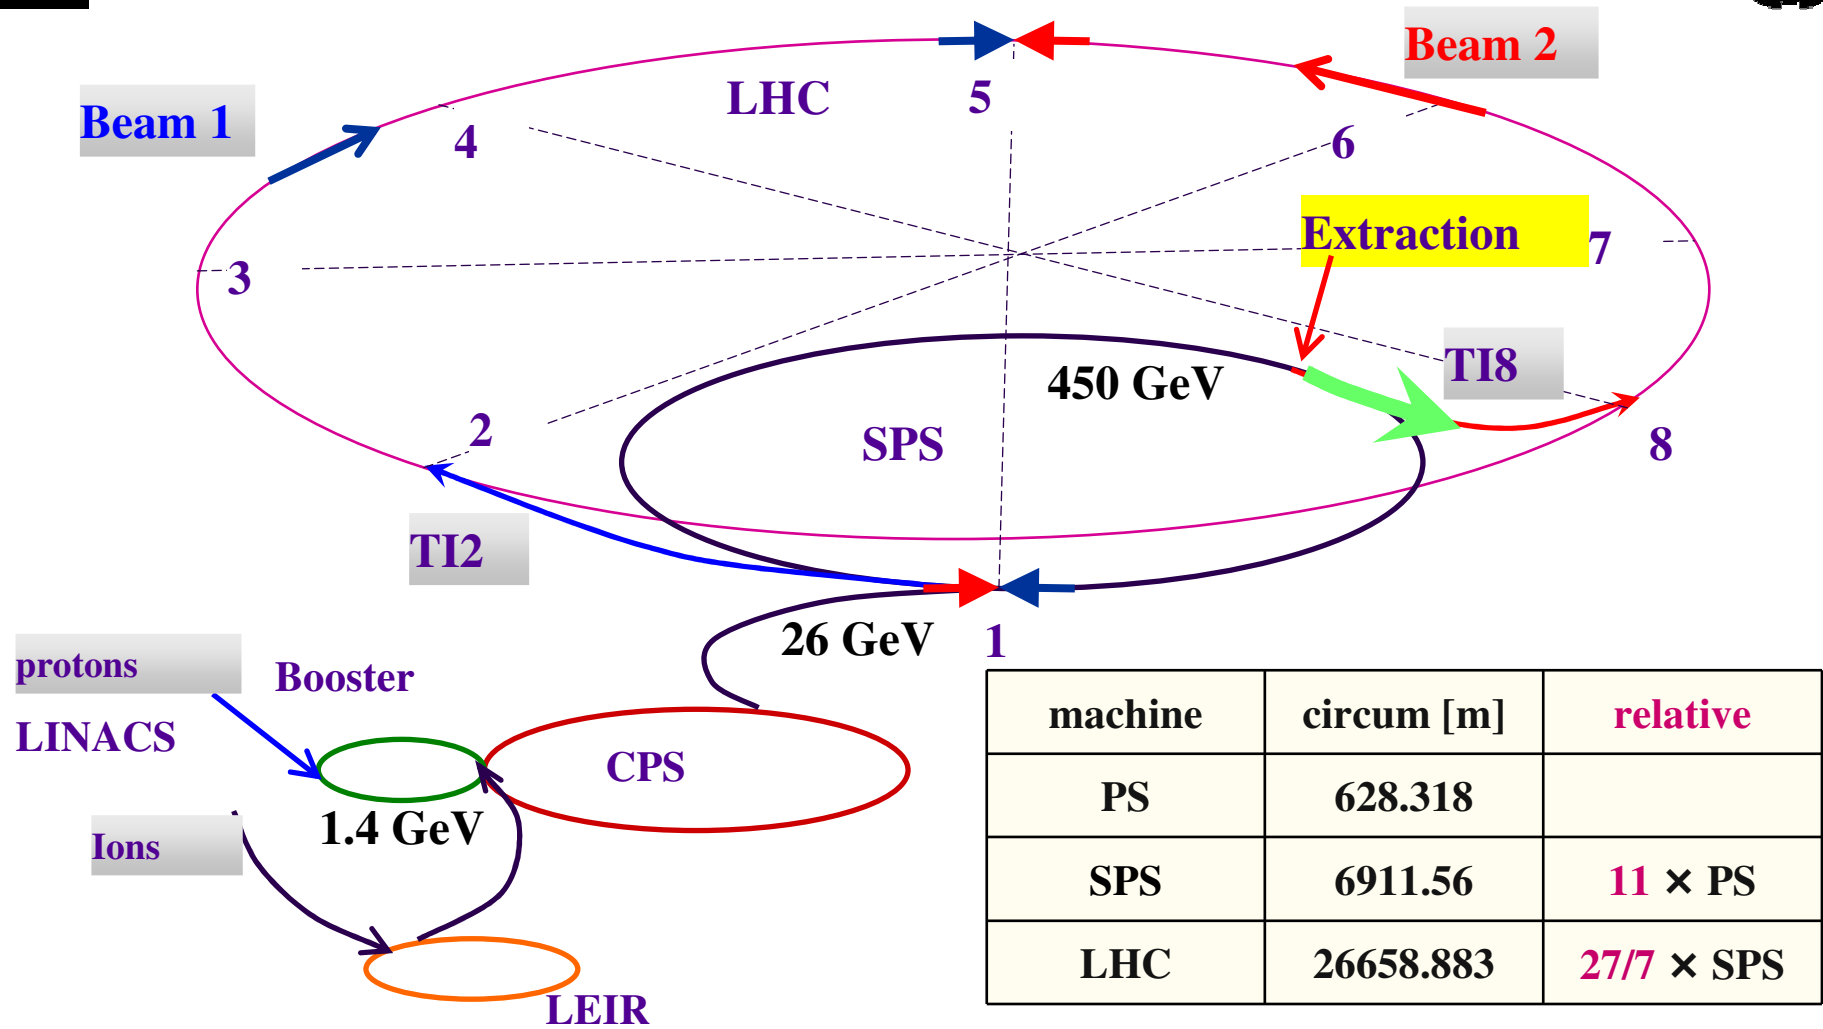 Beam 2
LHC
5
Beam 1
4
6
Extraction
7
3
TI8
450 GeV
2
SPS
8
TI2
26 GeV
1
protons
Booster
LINACS
CPS
1.4 GeV
Ions
LEIR
machine circum [m] relative
PS 628.318
SPS 6911.56 11 × PS
LHC 26658.883 27/7 × SPS